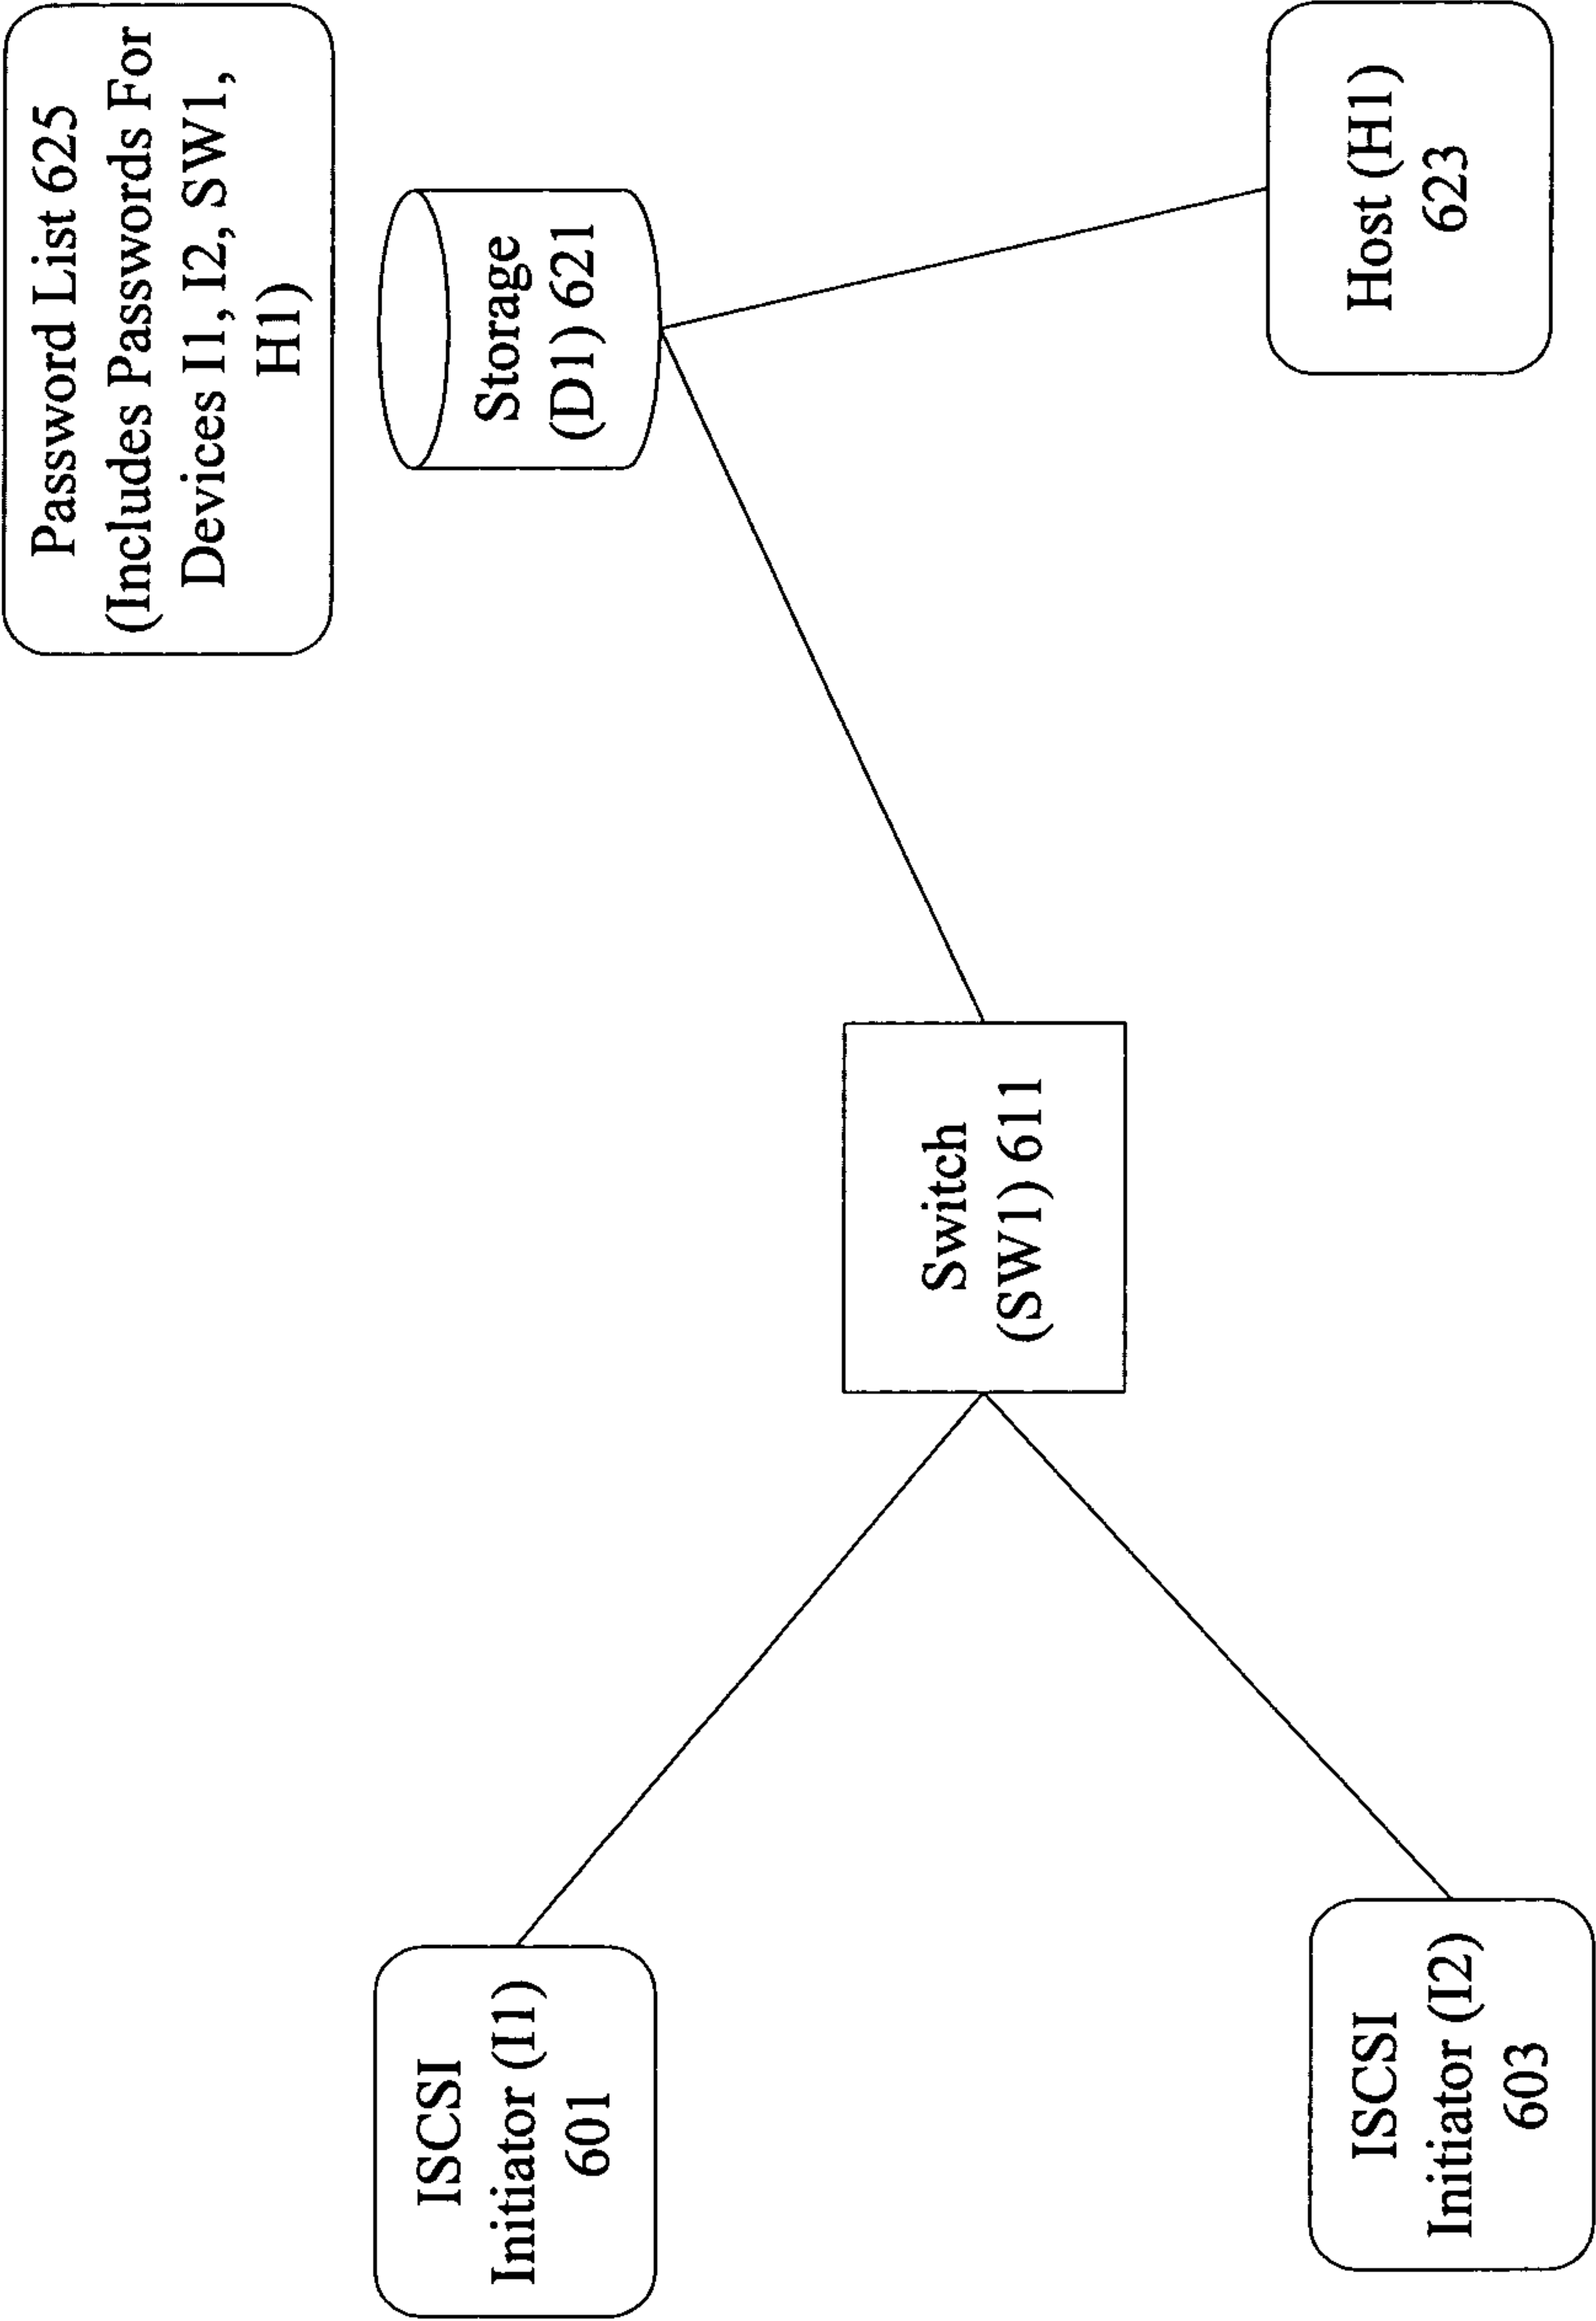 Password List 625
(Includes Passwords For
Devices I1, I2, SW1,
H1)
Storage
(D1) 621
Host (H1)
623
Switch
(SW1) 611
ISCSI
Initiator (I1)
601
ISCSI
Initiator (I2)
603